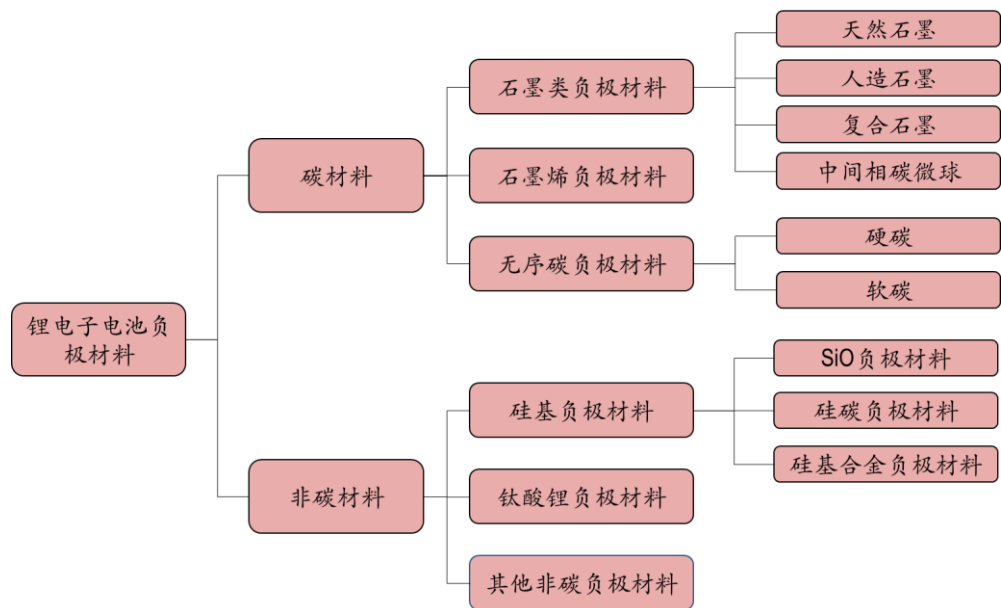 锂电子电池负
极材料
碳材料
石墨类负极材料
天然石墨
人造石墨
复合石墨
中间相碳微球
石墨烯负极材料
无序碳负极材料
硬碳
软碳
非碳材料
硅基负极材料
SiO负极材料
硅碳负极材料
硅基合金负极材料
钛酸锂负极材料
其他非碳负极材料